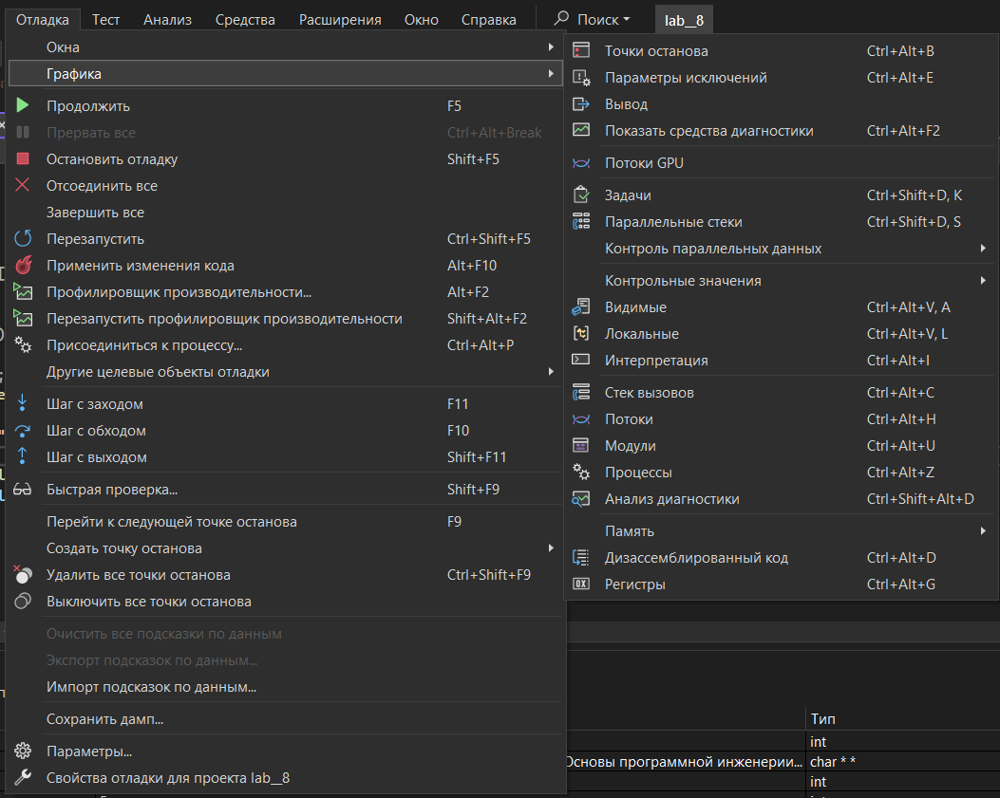 Отладка Тест Анализ Средства Расширения Окно Справка Поиск lab__8
Окна
Графика
Продолжить F5
Прервать все Ctrl+Alt+Break
Остановить отладку Shift+F5
Отсоединить все
Завершить все
Перезапустить Ctrl+Shift+F5
Применить изменения кода Alt+F10
Профилировщик производительности... Alt+F2
Перезапустить профилировщик производительности Shift+Alt+F2
Присоединиться к процессу... Ctrl+Alt+P
Другие целевые объекты отладки
Шаг с заходом F11
Шаг с обходом F10
Шаг с выходом Shift+F11
Быстрая проверка... Shift+F9
Перейти к следующей точке останова F9
Создать точку останова
Удалить все точки останова Ctrl+Shift+F9
Выключить все точки останова
Очистить все подсказки по данным
Экспорт подсказок по данным...
Импорт подсказок по данным...
Сохранить дамп...
Параметры...
Свойства отладки для проекта lab__8
Точки останова Ctrl+Alt+B
Параметры исключений Ctrl+Alt+E
Вывод
Показать средства диагностики Ctrl+Alt+F2
Потоки GPU
Задачи Ctrl+Shift+D, K
Параллельные стеки Ctrl+Shift+D, S
Контроль параллельных данных
Контрольные значения
Видимые Ctrl+Alt+V, A
Локальные Ctrl+Alt+V, L
Интерпретация Ctrl+Alt+I
Стек вызовов Ctrl+Alt+C
Потоки Ctrl+Alt+H
Модули Ctrl+Alt+U
Процессы Ctrl+Alt+Z
Анализ диагностики Ctrl+Shift+Alt+D
Память
Дизассемблированный код Ctrl+Alt+D
Регистры Ctrl+Alt+G
Тип
int
Основы программной инженерии... char * *
int